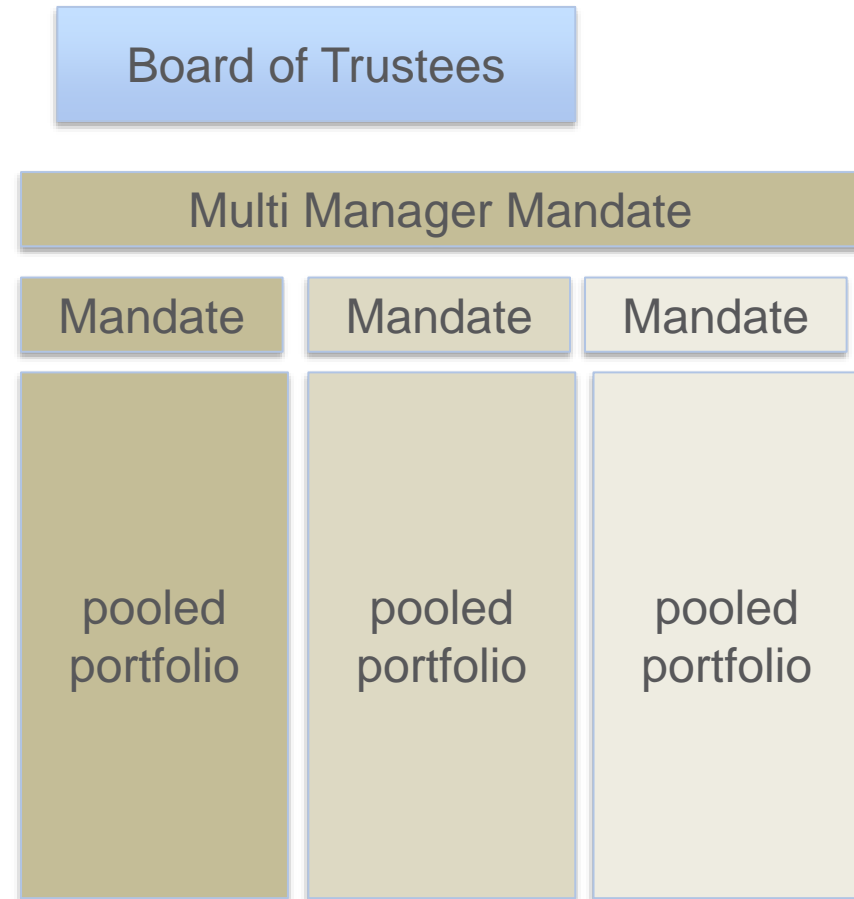 Board of Trustees
Multi Manager Mandate
Mandate
Mandate
Mandate
pooled
portfolio
pooled
portfolio
pooled
portfolio